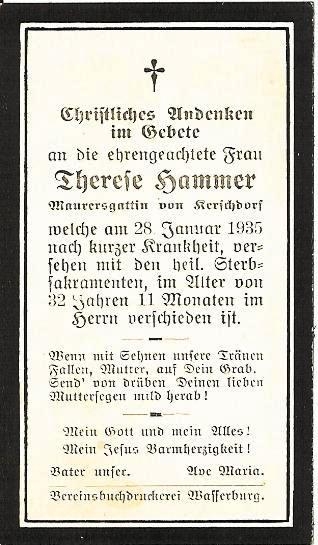 Christliches Andenken
im Gebete
an die ehrengeachtete Frau
Therese Hammer
Maurersgattin von Kerschdorf
welche am 28. Januar 1935
nach kurzer Krankheit, ver-
sehen mit den heil. Sterb-
sakramenten, im Alter von
32 Jahren 11 Monaten im
Herrn verschieden ist.
Wenn mit Sehnen unsere Tränen
Fallen, Mutter, auf Dein Grab.
Send' von drüben Deinen lieben
Muttersegen mild herab!
Mein Gott und mein Alles!
Mein Jesus Barmherzigkeit!
Vater unser. Ave Maria.
Vereinsbuchdruckerei Wasserburg.